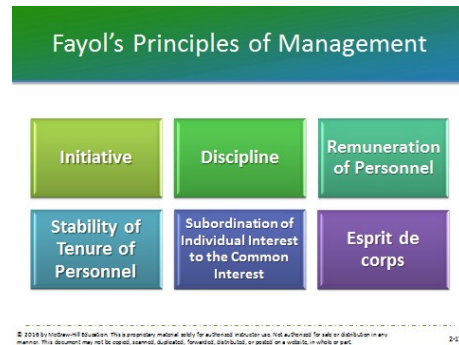 Fayol's Principles of Management
Initiative
Discipline
Remuneration
of Personnel
Stability of
Tenure of
Personnel
Subordination of
Individual Interest
to the Common
Interest
Esprit de
corps
© 2016 by McGraw-Hill Education. This is proprietary material solely for authorized instructor use. Not authorized for sale or distribution in any
manner. This document may not be copied, scanned, duplicated, forwarded, distributed, or posted on a website, in whole or part.